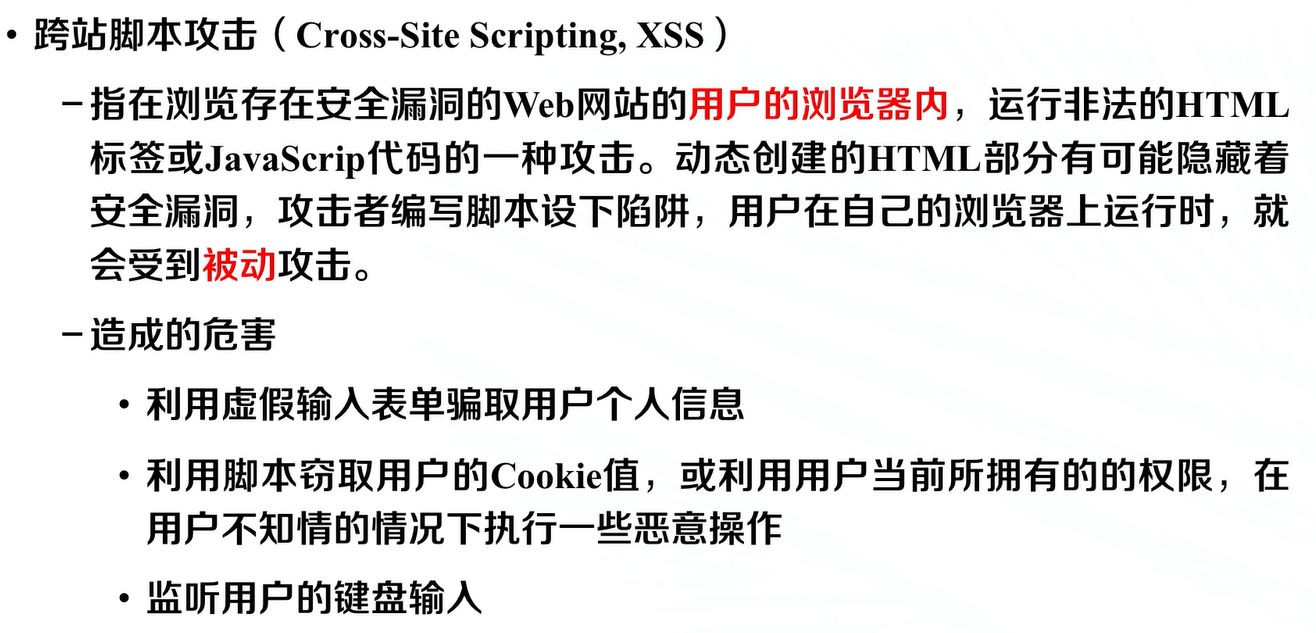 • 跨站脚本攻击（Cross-Site Scripting, XSS）
–指在浏览存在安全漏洞的Web网站的用户的浏览器内，运行非法的HTML
标签或JavaScrip代码的一种攻击。动态创建的HTML部分有可能隐藏着
安全漏洞，攻击者编写脚本设下陷阱，用户在自己的浏览器上运行时，就
会受到被动攻击。
–造成的危害
• 利用虚假输入表单骗取用户个人信息
• 利用脚本窃取用户的Cookie值，或利用用户当前所拥有的的权限，在
用户不知情的情况下执行一些恶意操作
• 监听用户的键盘输入